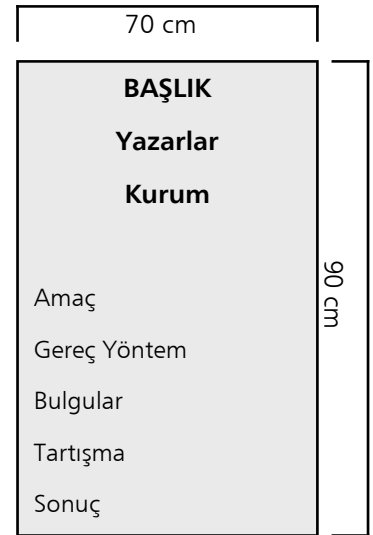 70 cm
BAŞLIK
Yazarlar
Kurum
90 cm
Amaç
Gereç Yöntem
Bulgular
Tartışma
Sonuç